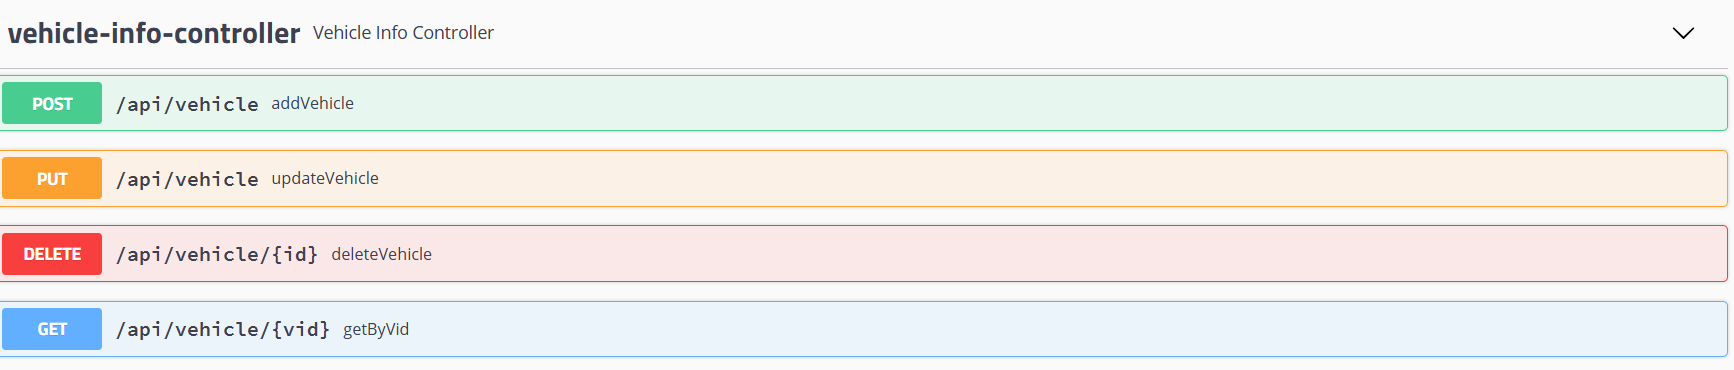 vehicle-info-controller Vehicle Info Controller
POST /api/vehicle addVehicle
PUT /api/vehicle updateVehicle
DELETE /api/vehicle/{id} deleteVehicle
GET /api/vehicle/{vid} getByVid